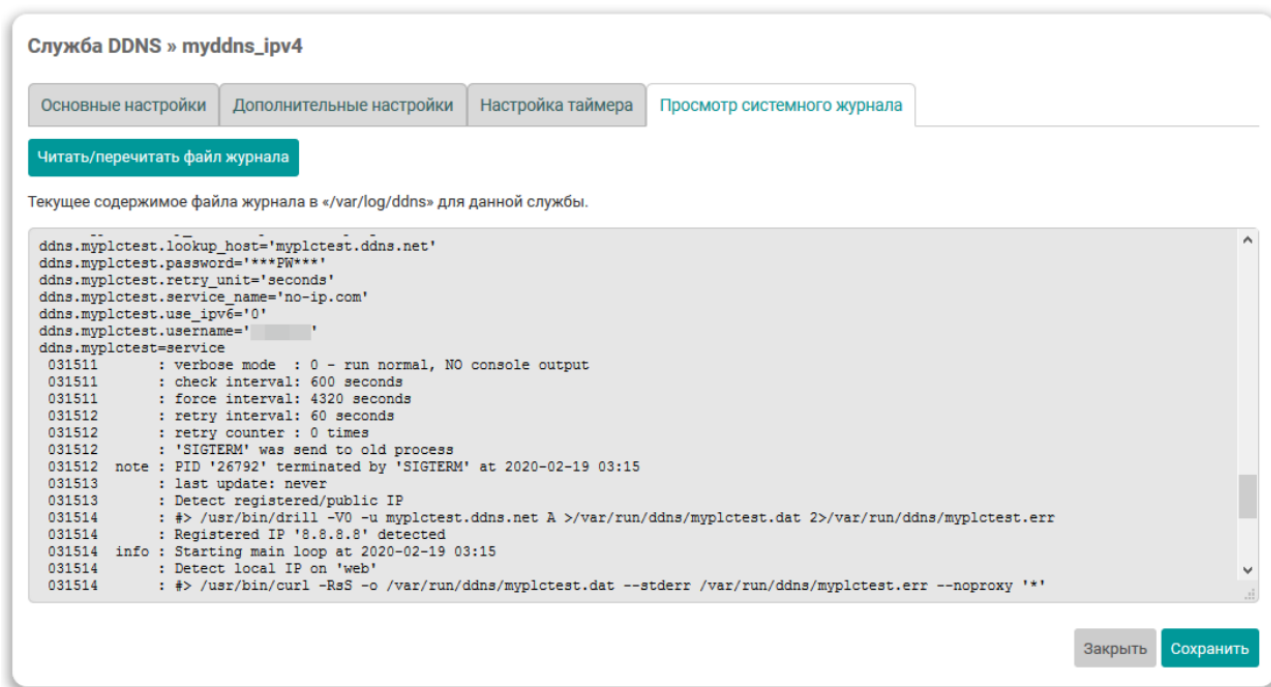 Служба DDNS » myddns_ipv4
Основные настройки Дополнительные настройки Настройка таймера Просмотр системного журнала
Читать/перечитать файл журнала
Текущее содержимое файла журнала в «/var/log/ddns» для данной службы.
ddns.myplctest.lookup_host='myplctest.ddns.net'
ddns.myplctest.password='***PW***'
ddns.myplctest.retry_unit='seconds'
ddns.myplctest.service_name='no-ip.com'
ddns.myplctest.use_ipv6='0'
ddns.myplctest.username=' '
ddns.myplctest=service
031511 : verbose mode : 0 - run normal, NO console output
031511 : check interval: 600 seconds
031511 : force interval: 4320 seconds
031512 : retry interval: 60 seconds
031512 : retry counter : 0 times
031512 : 'SIGTERM' was send to old process
031512 note : PID '26792' terminated by 'SIGTERM' at 2020-02-19 03:15
031513 : last update: never
031513 : Detect registered/public IP
031514 : #> /usr/bin/drill -V0 -u myplctest.ddns.net A >/var/run/ddns/myplctest.dat 2>/var/run/ddns/myplctest.err
031514 : Registered IP '8.8.8.8' detected
031514 info : Starting main loop at 2020-02-19 03:15
031514 : Detect local IP on 'web'
031514 : #> /usr/bin/curl -RsS -o /var/run/ddns/myplctest.dat --stderr /var/run/ddns/myplctest.err --noproxy '*'
Закрыть Сохранить